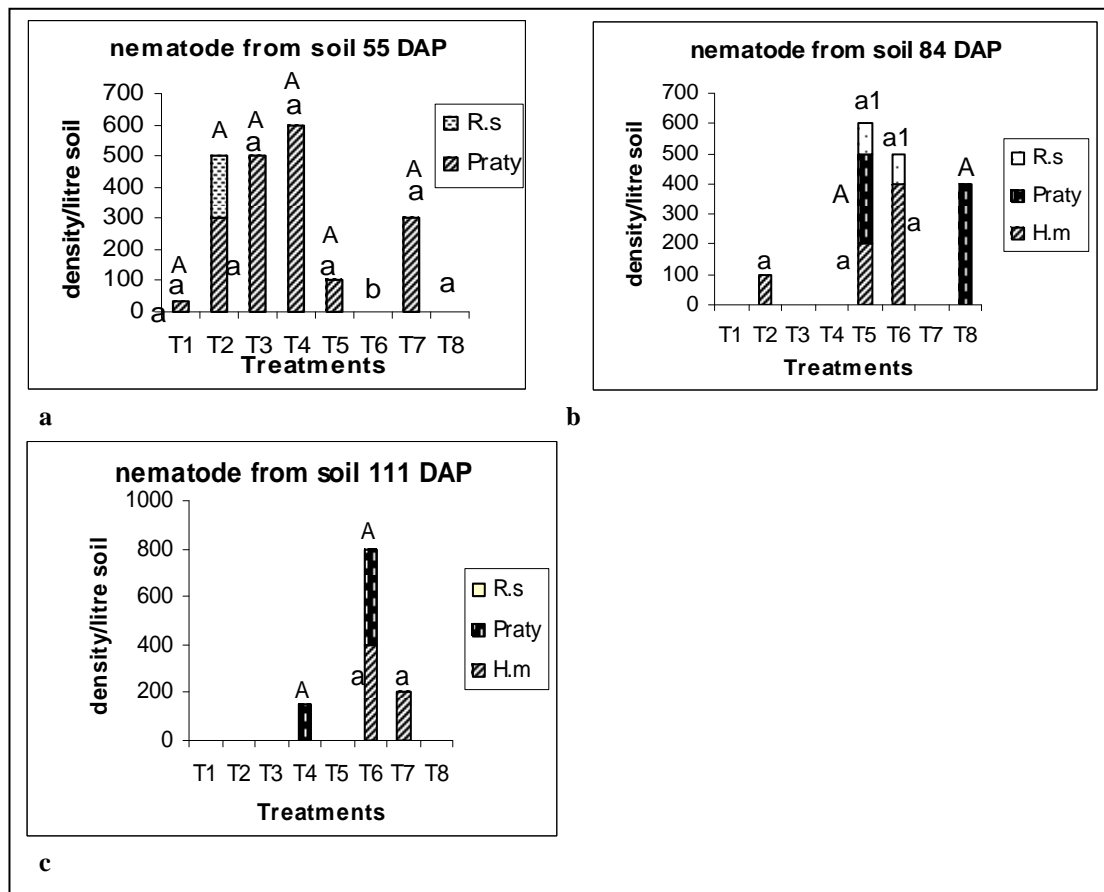 nematode from soil 55 DAP
density/litre soil
700
600
500
400
300
200
100
0
A
a
a
A
a
A
a
A
a
A
a
b
A
a
a
T1 T2 T3 T4 T5 T6 T7 T8
Treatments
R.s
Praty
a
nematode from soil 84 DAP
density/litre soil
700
600
500
400
300
200
100
0
a
a1
A
a
a1
a
A
T1 T2 T3 T4 T5 T6 T7 T8
Treatments
R.s
Praty
H.m
b
nematode from soil 111 DAP
density/litre soil
1000
800
600
400
200
0
A
A
a
a
T1 T2 T3 T4 T5 T6 T7 T8
Treatments
R.s
Praty
H.m
c